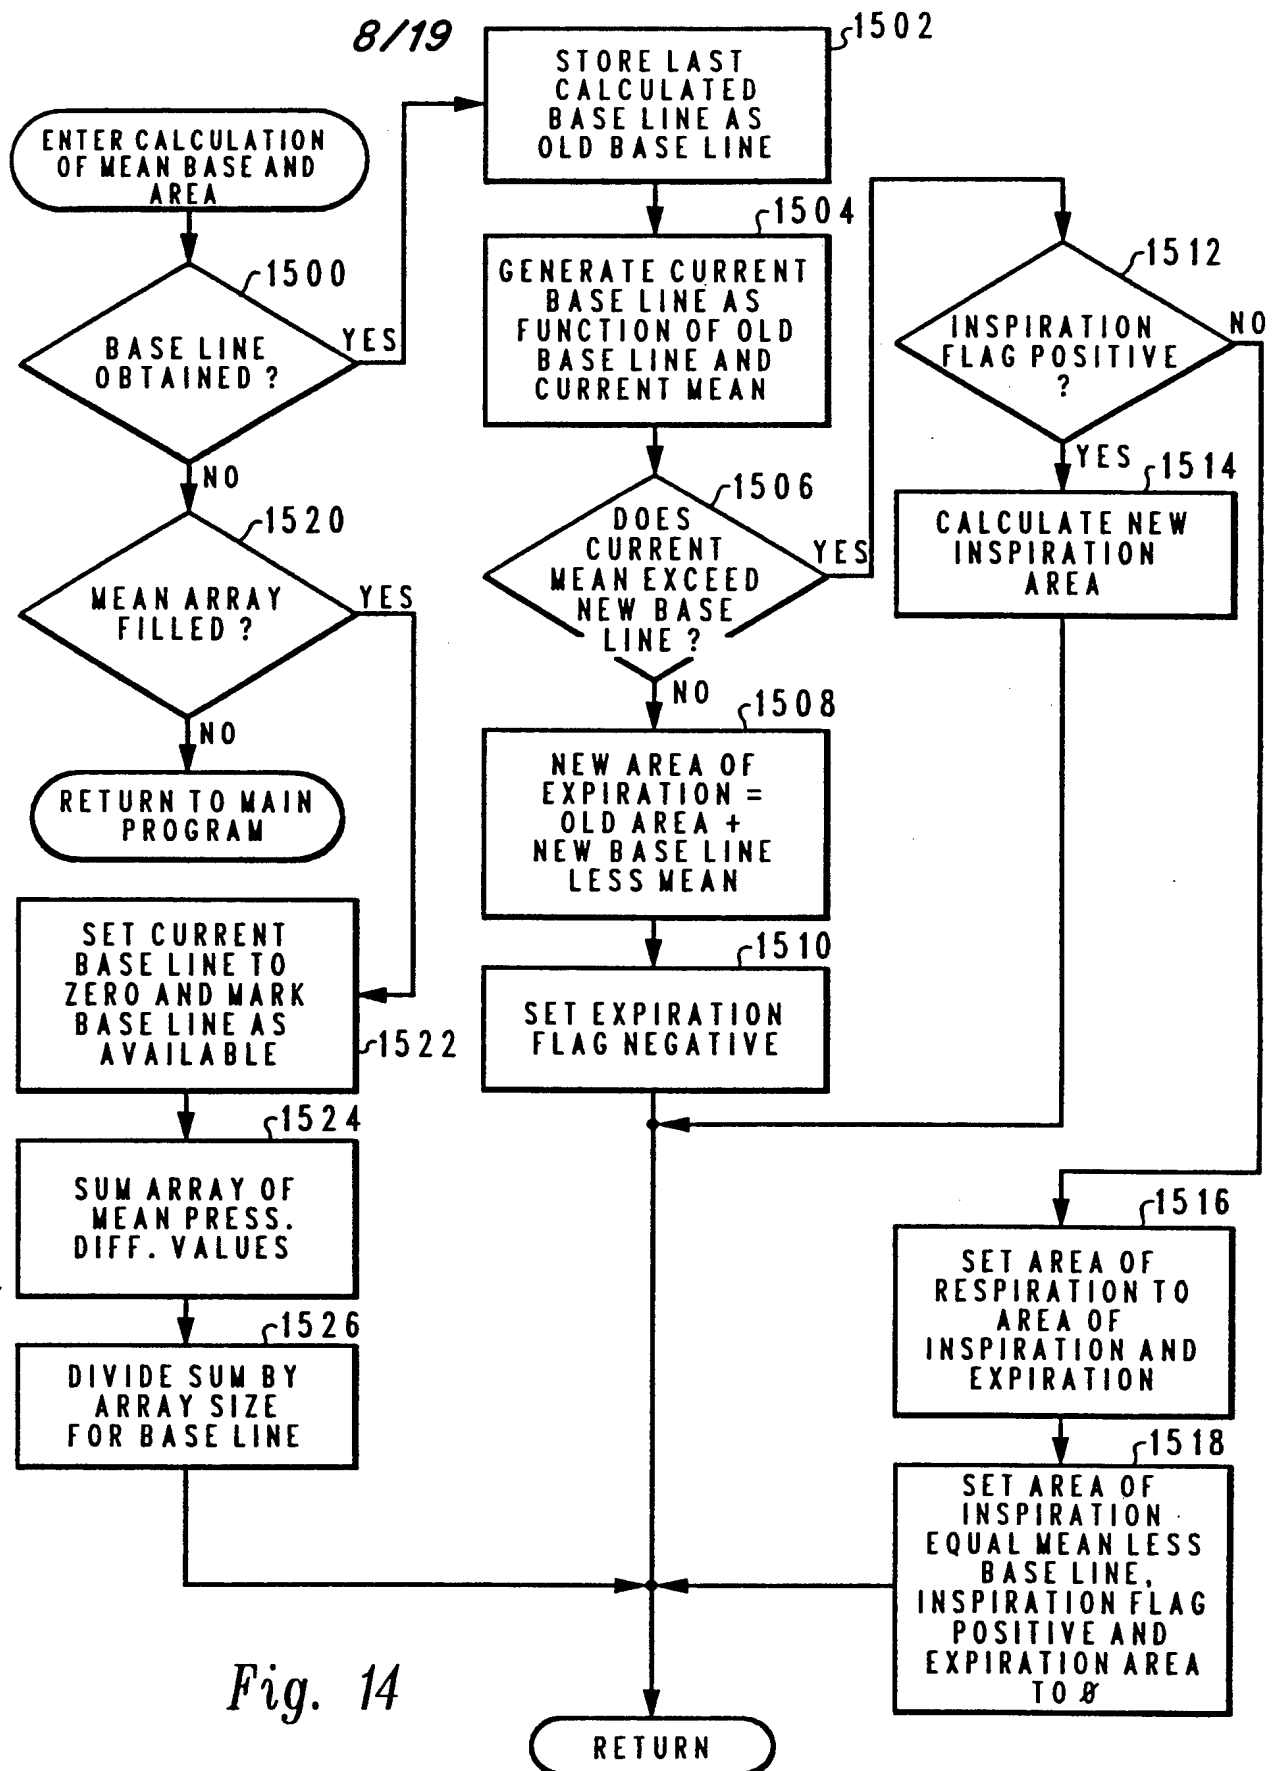 8/19
ENTER CALCULATION
OF MEAN BASE AND
AREA
1500
BASE LINE
OBTAINED ?
YES
NO
1520
MEAN ARRAY
FILLED ?
YES
NO
RETURN TO MAIN
PROGRAM
SET CURRENT
BASE LINE TO
ZERO AND MARK
BASE LINE AS
AVAILABLE
1522
1524
SUM ARRAY OF
MEAN PRESS.
DIFF. VALUES
1526
DIVIDE SUM BY
ARRAY SIZE
FOR BASE LINE
1502
STORE LAST
CALCULATED
BASE LINE AS
OLD BASE LINE
1504
GENERATE CURRENT
BASE LINE AS
FUNCTION OF OLD
BASE LINE AND
CURRENT MEAN
1506
DOES
CURRENT
MEAN EXCEED
NEW BASE
LINE ?
YES
NO
1508
NEW AREA OF
EXPIRATION =
OLD AREA +
NEW BASE LINE
LESS MEAN
1510
SET EXPIRATION
FLAG NEGATIVE
1512
INSPIRATION
FLAG POSITIVE
?
NO
YES
1514
CALCULATE NEW
INSPIRATION
AREA
1516
SET AREA OF
RESPIRATION TO
AREA OF
INSPIRATION AND
EXPIRATION
1518
SET AREA OF
INSPIRATION
EQUAL MEAN LESS
BASE LINE,
INSPIRATION FLAG
POSITIVE AND
EXPIRATION AREA
TO 0
RETURN
Fig. 14